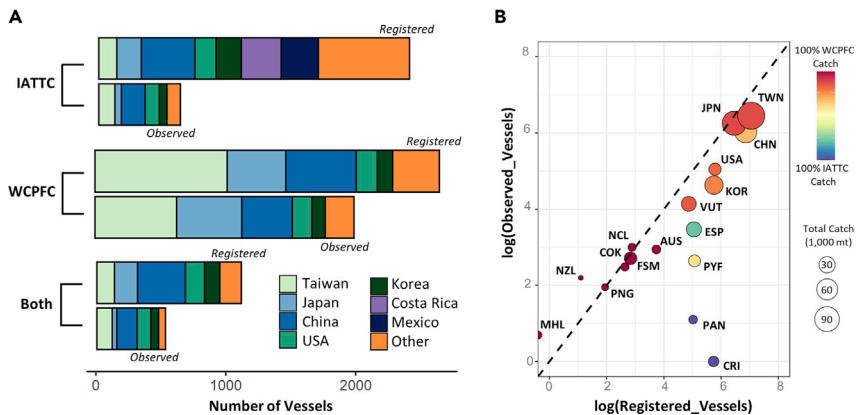 A
Registered
IATTC
Observed
Registered
WCPFC
Observed
Registered
Both
Observed
Taiwan
Japan
China
USA
Korea
Costa Rica
Mexico
Other
0
1000
2000
Number of Vessels
B
8
6
4
2
0
log(Observed_Vessels)
JPN
TWN
CHN
USA
KOR
VUT
ESP
NCL
AUS
COK
FSM
PYF
NZL
PNG
PAN
MHL
CRI
0
2
4
6
8
log(Registered_Vessels)
100% WCPFC
Catch
100% IATTC
Catch
Total Catch
(1,000 mt)
30
60
90